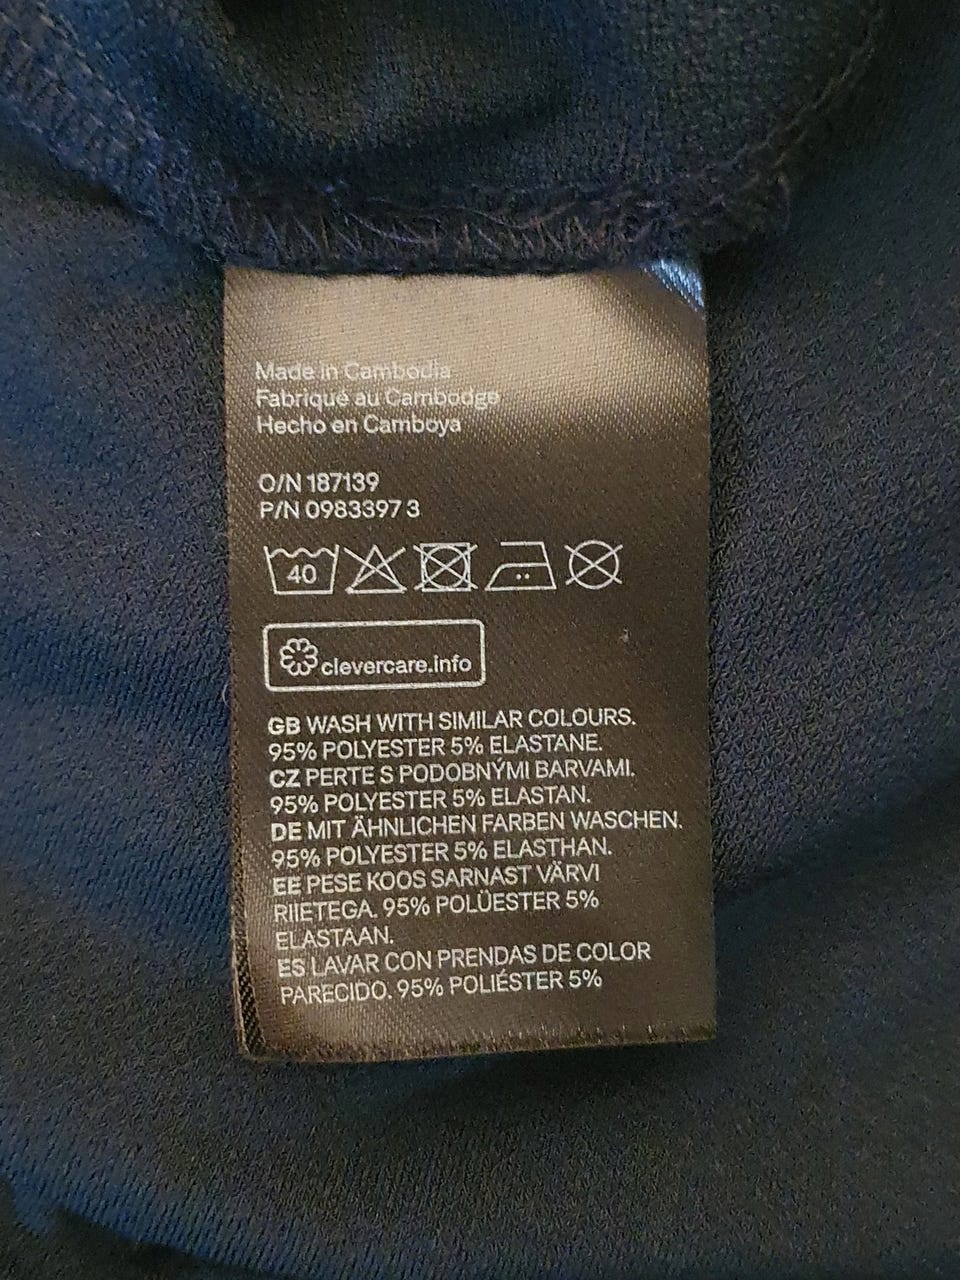 Made in Cambodia
Fabriqué au Cambodge
Hecho en Camboya
O/N 187139
P/N 0983397 3
40
clevercare.info
GB WASH WITH SIMILAR COLOURS.
95% POLYESTER 5% ELASTANE.
CZ PERTE S PODOBNÝMI BARVAMI.
95% POLYESTER 5% ELASTAN.
DE MIT ÄHNLICHEN FARBEN WASCHEN.
95% POLYESTER 5% ELASTHAN.
EE PESE KOOS SARNAST VÄRVI
RIIETEGA. 95% POLÜESTER 5%
ELASTAAN.
ES LAVAR CON PRENDAS DE COLOR
PARECIDO. 95% POLIÉSTER 5%